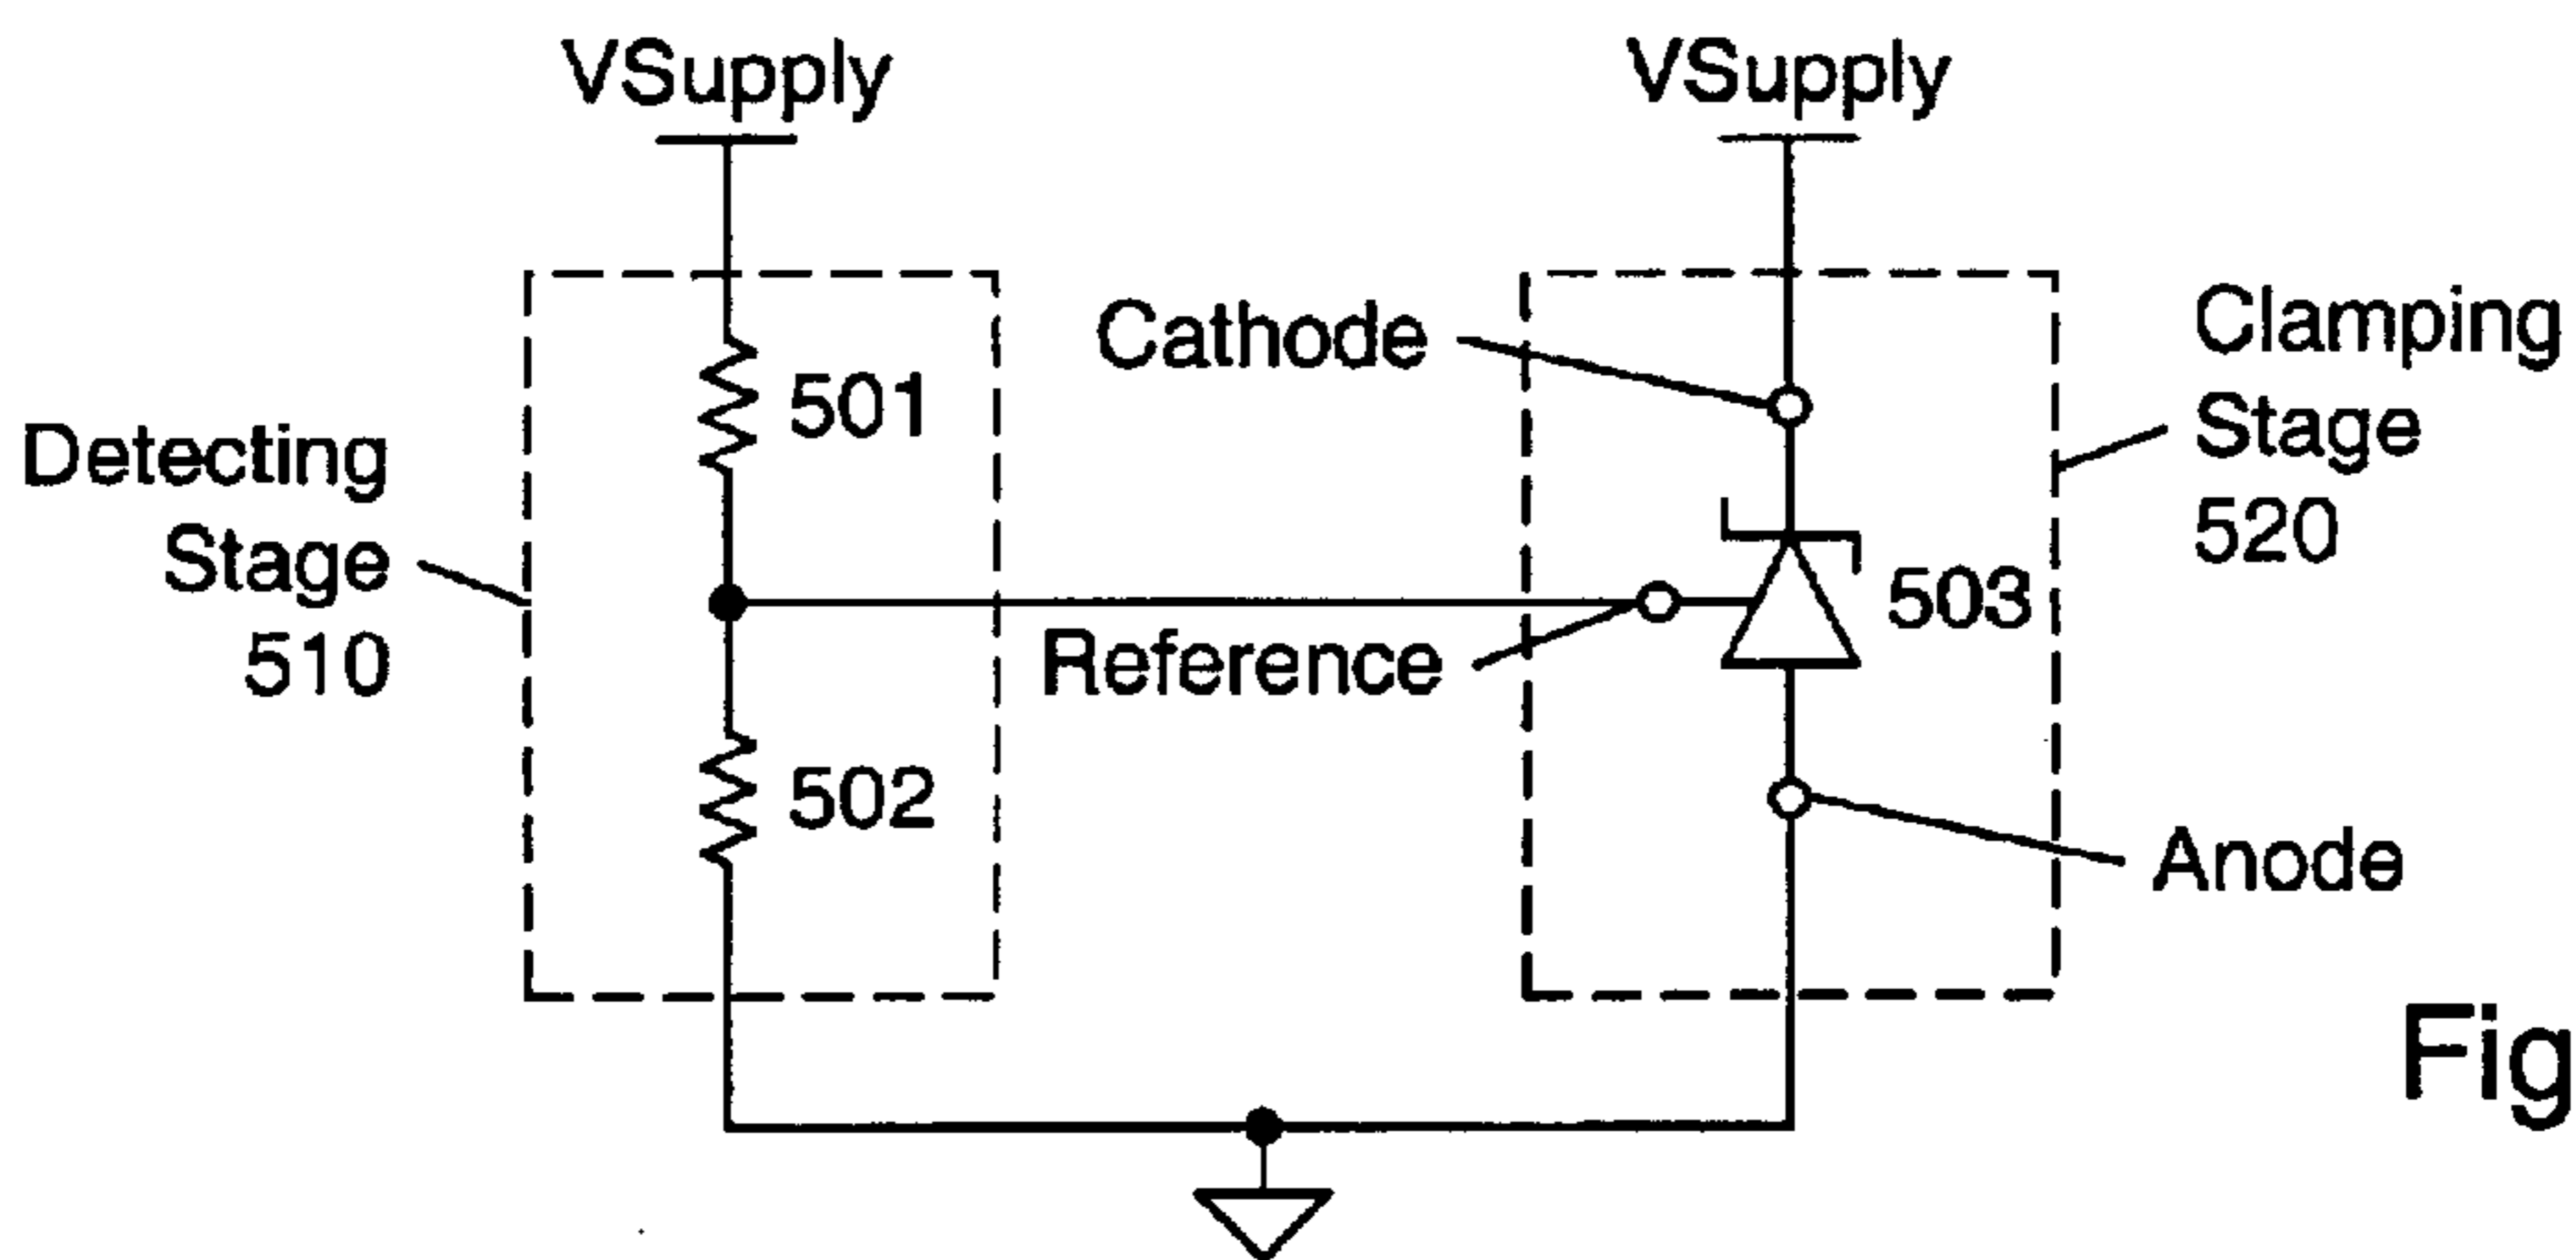 VSupply
VSupply
Detecting
Stage
510
501
502
Cathode
Reference
503
Anode
Clamping
Stage
520
Fig